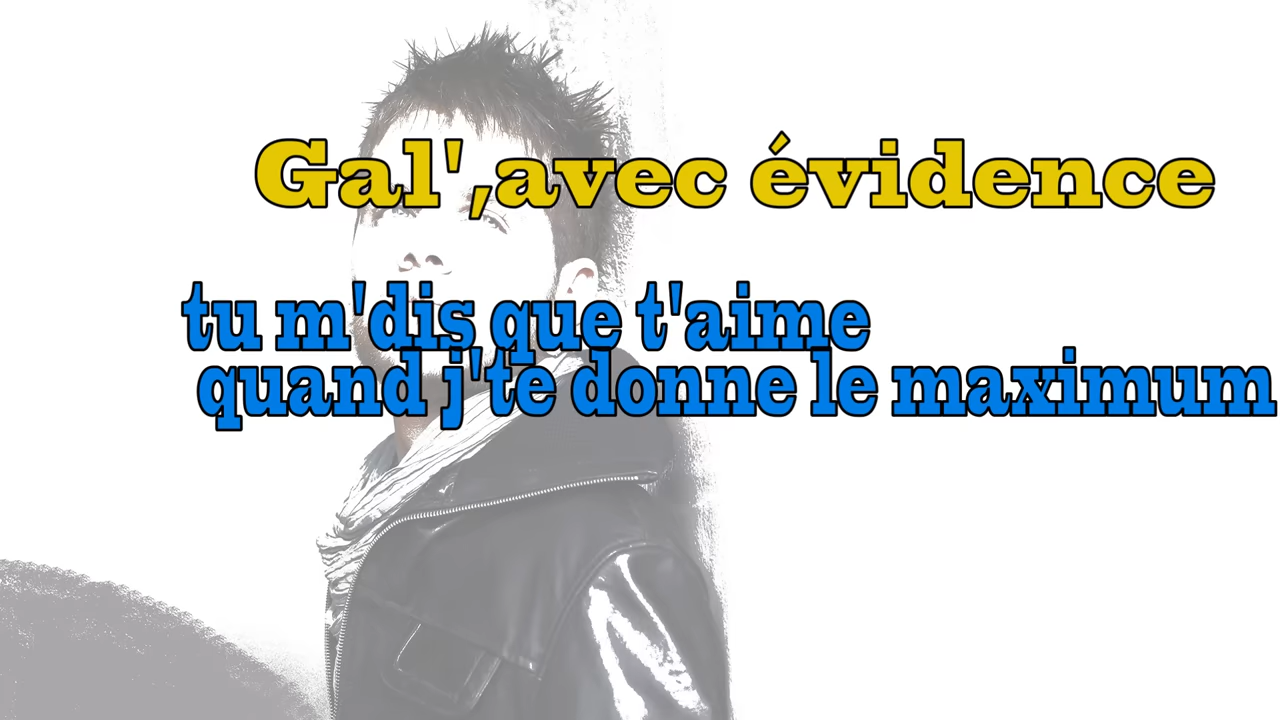 Gal',avec évidence
tu m'dis que t'aime
quand j'te donne le maximum